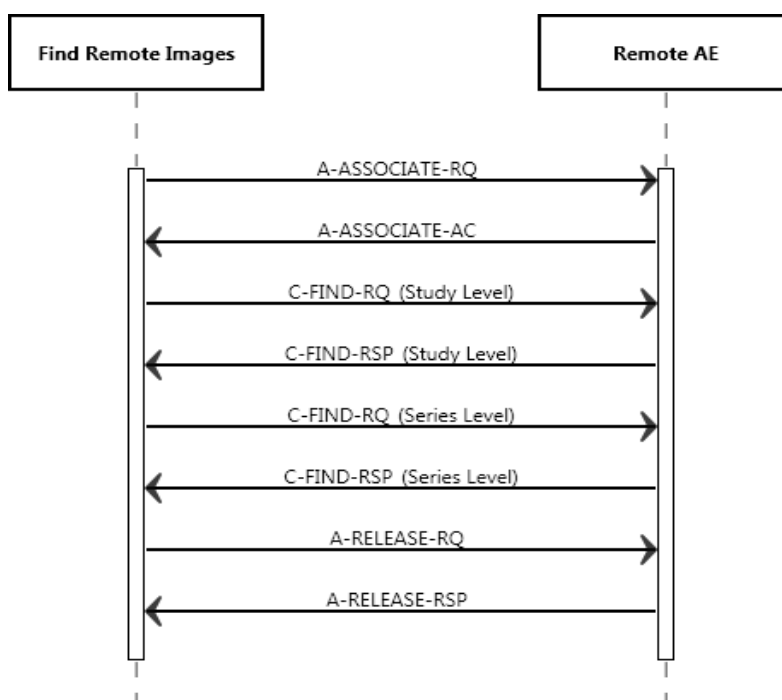 Find Remote Images
Remote AE
A-ASSOCIATE-RQ
A-ASSOCIATE-AC
C-FIND-RQ (Study Level)
C-FIND-RSP (Study Level)
C-FIND-RQ (Series Level)
C-FIND-RSP (Series Level)
A-RELEASE-RQ
A-RELEASE-RSP